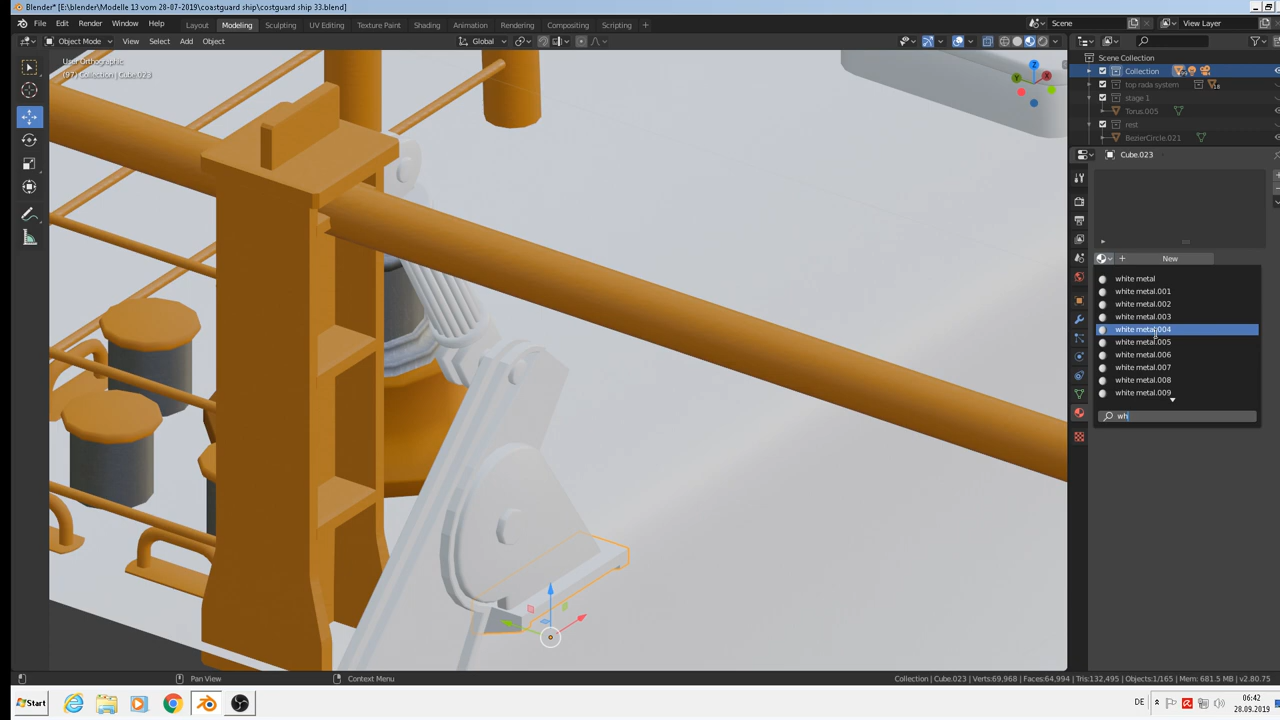 Blender* [E:\blender\Modelle 13 vom 28-07-2019\coastguard ship\costguard ship 33.blend]
File Edit Render Window Help Layout Modeling Sculpting UV Editing Texture Paint Shading Animation Rendering Compositing Scripting Scene View Layer
Object Mode View Select Add Object Global
User Orthographic
(97) Collection | Cube.023
Z
X
Y
Scene Collection
Collection
top rada system
stage 1
Torus.005
rest
BezierCircle.021
Cube.023
New
white metal
white metal.001
white metal.002
white metal.003
white metal.004
white metal.005
white metal.006
white metal.007
white metal.008
white metal.009
wh
Pan View Context Menu Collection | Cube.023 | Verts:69,968 | Faces:64,994 | Tris:132,495 | Objects:1/165 | Mem: 681.5 MB | v2.80.75
Start DE 06:42
28.09.2019